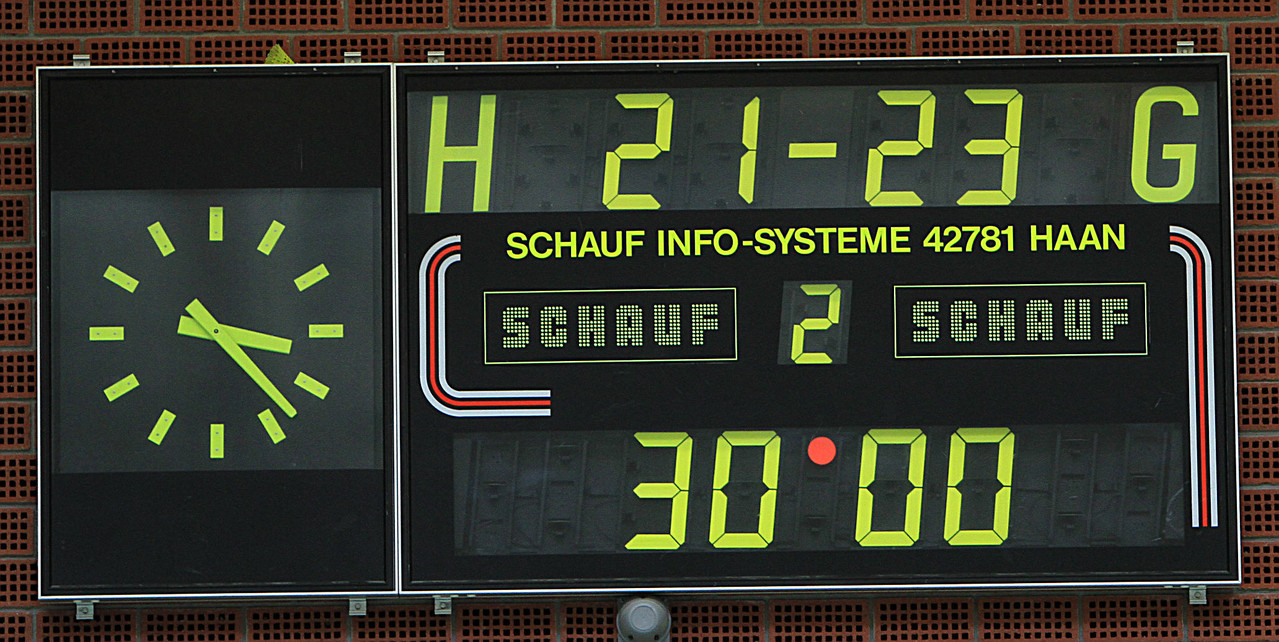 H 21-23 G
SCHAUF INFO-SYSTEME 42781 HAAN
SCHAUF 2 SCHAUF
30 00